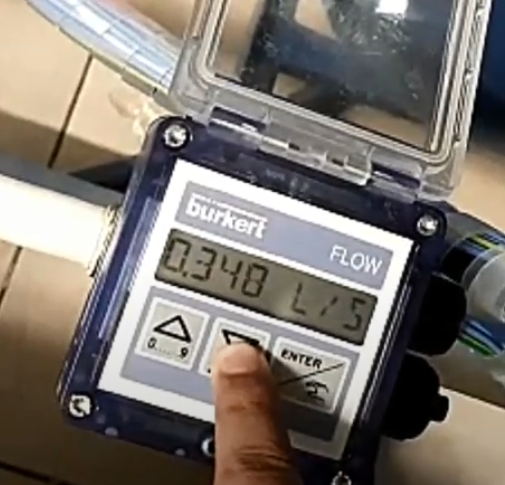 burkert
FLOW
0.348 L/S
0.....9
ENTER